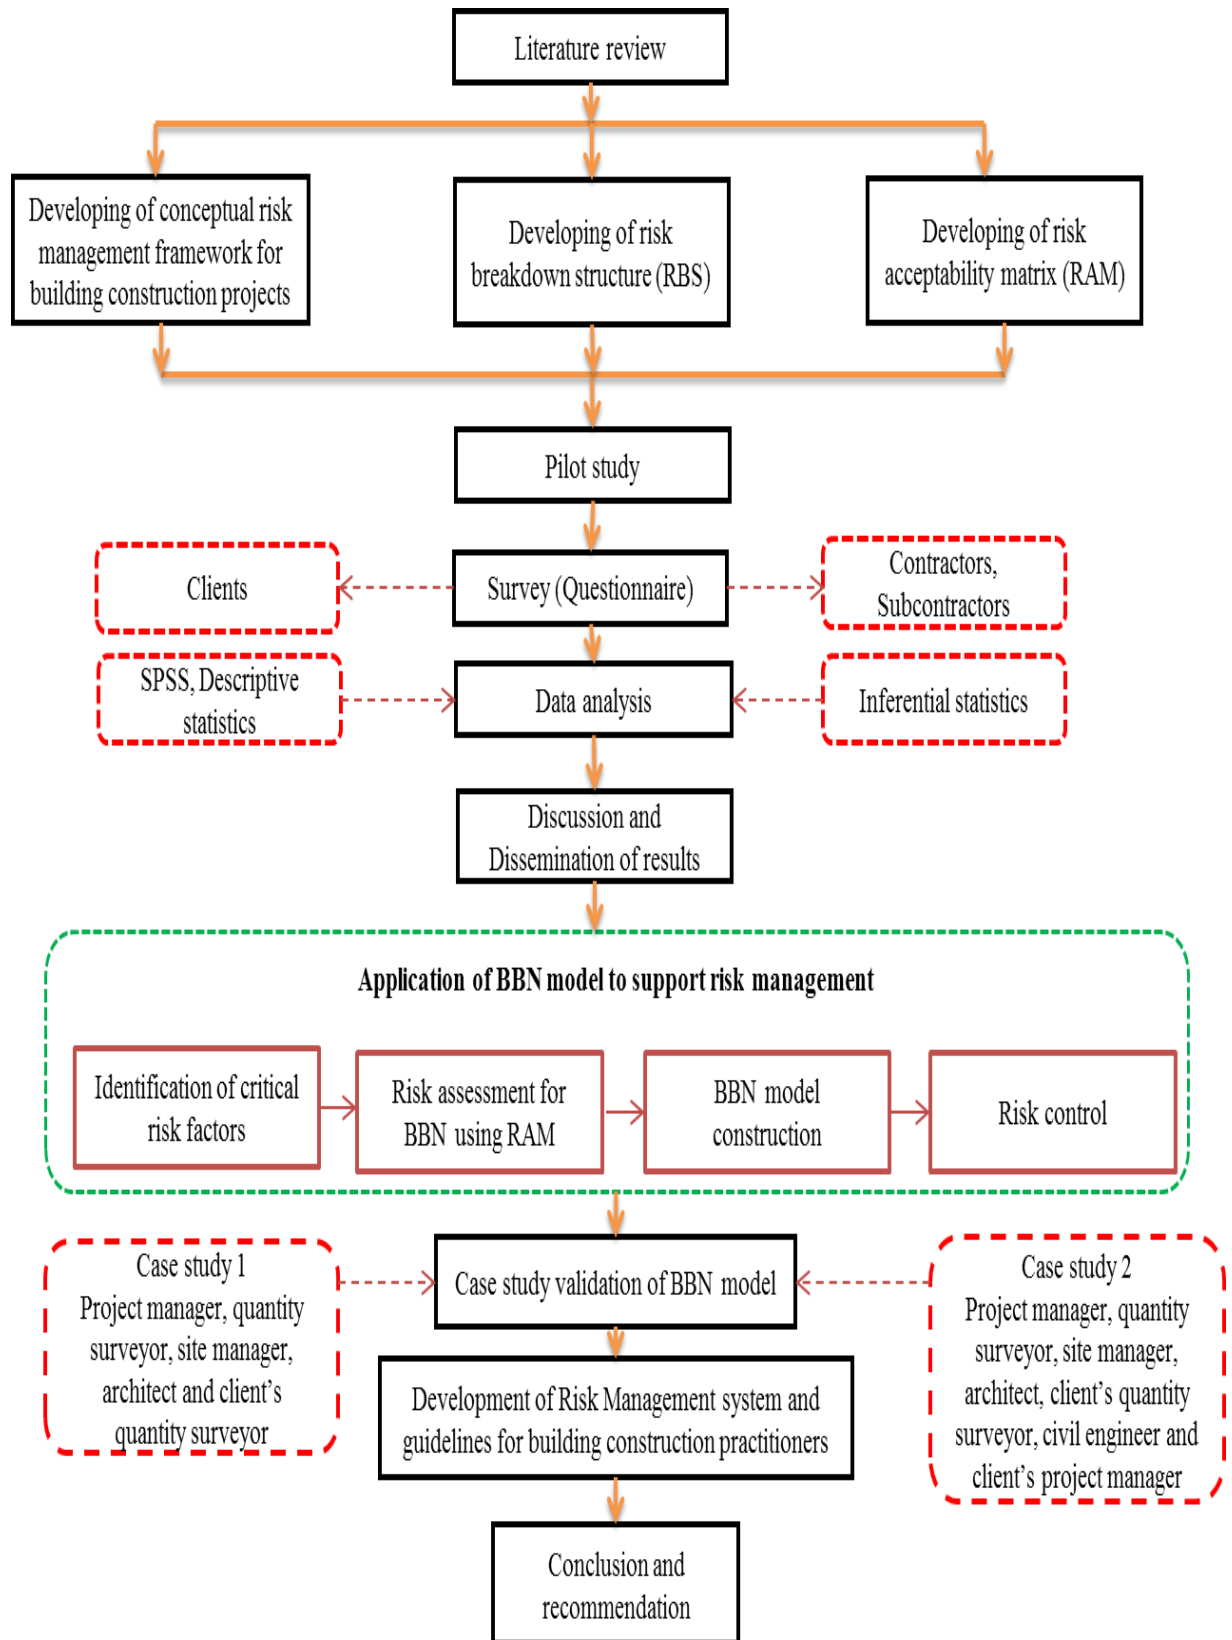 Literature review
Developing of conceptual risk
management framework for
building construction projects
Developing of risk
breakdown structure (RBS)
Developing of risk
acceptability matrix (RAM)
Pilot study
Clients
Survey (Questionnaire)
Contractors,
Subcontractors
SPSS, Descriptive
statistics
Data analysis
Inferential statistics
Discussion and
Dissemination of results
Application of BBN model to support risk management
Identification of critical
risk factors
Risk assessment for
BBN using RAM
BBN model
construction
Risk control
Case study 1
Project manager, quantity
surveyor, site manager,
architect and client’s
quantity surveyor
Case study validation of BBN model
Case study 2
Project manager, quantity
surveyor, site manager,
architect, client’s quantity
surveyor, civil engineer and
client’s project manager
Development of Risk Management system and
guidelines for building construction practitioners
Conclusion and
recommendation